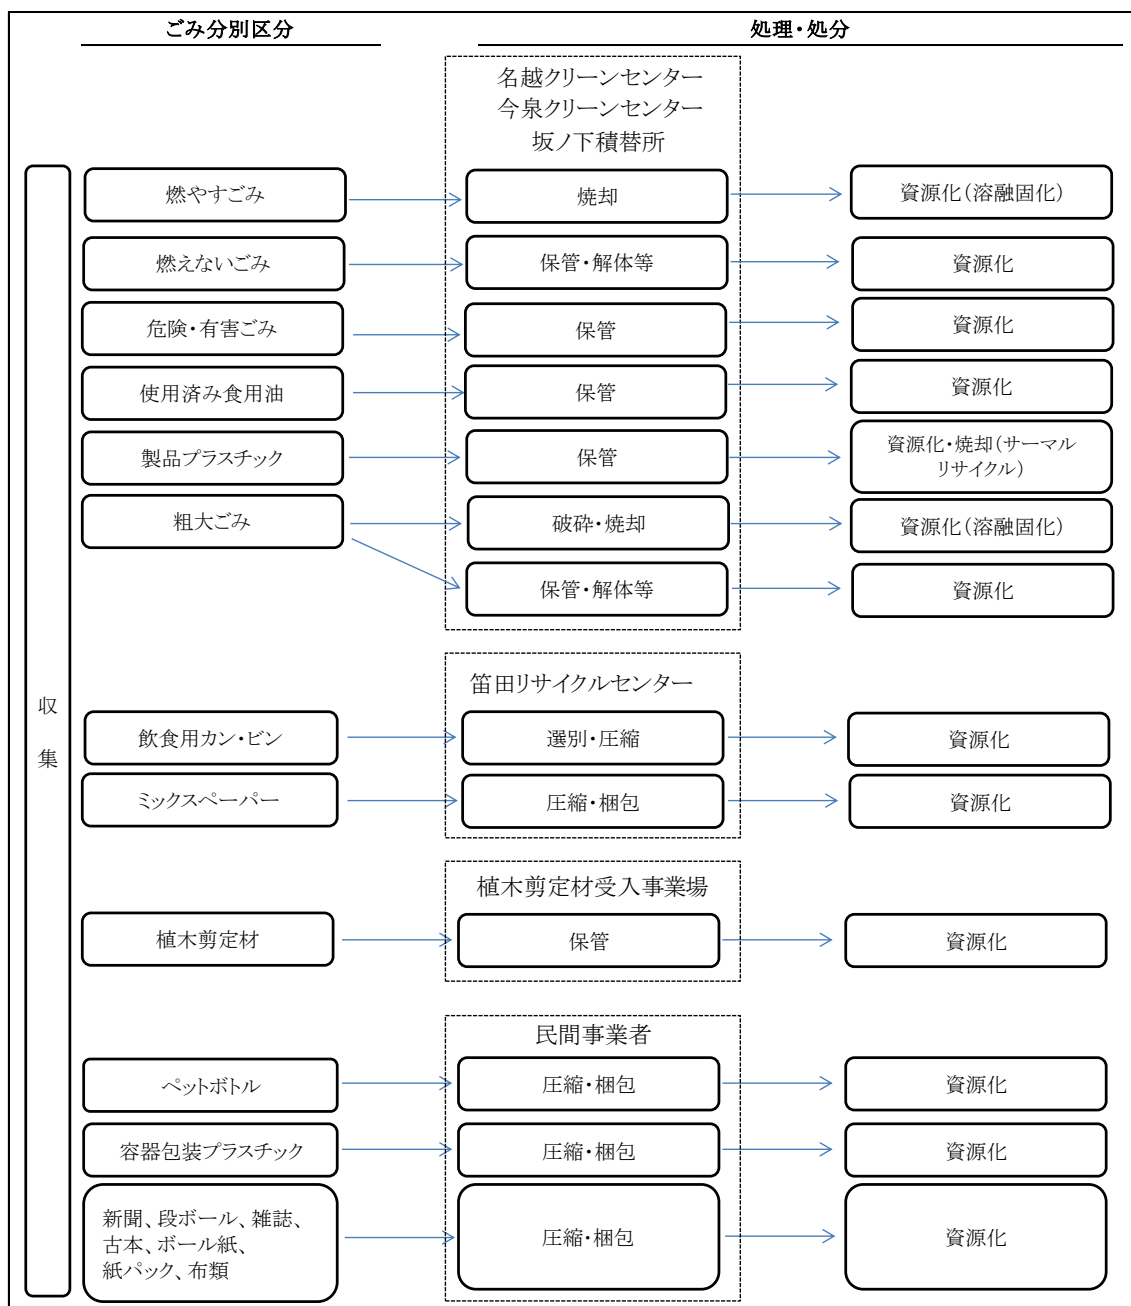 ごみ分別区分
処理・処分
名越クリーンセンター
今泉クリーンセンター
坂ノ下積替所
燃やすごみ
焼却
資源化（溶融固化）
燃えないごみ
保管・解体等
資源化
危険・有害ごみ
保管
資源化
使用済み食用油
保管
資源化
製品プラスチック
保管
資源化・焼却（サーマル
リサイクル）
粗大ごみ
破砕・焼却
資源化（溶融固化）
保管・解体等
資源化
収
集
笛田リサイクルセンター
飲食用カン・ビン
選別・圧縮
資源化
ミックスペーパー
圧縮・梱包
資源化
植木剪定材受入事業場
植木剪定材
保管
資源化
民間事業者
ペットボトル
圧縮・梱包
資源化
容器包装プラスチック
圧縮・梱包
資源化
新聞、段ボール、雑誌、
古本、ボール紙、
紙パック、布類
圧縮・梱包
資源化